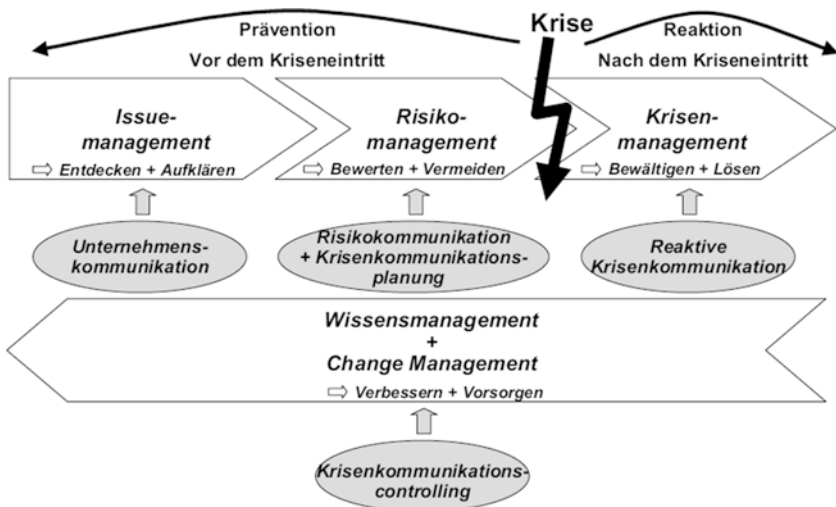 Prävention
Krise
Reaktion
Vor dem Kriseneintritt
Nach dem Kriseneintritt
Issue-
management
Entdecken + Aufklären
Risiko-
management
Bewerten + Vermeiden
Krisen-
management
Bewältigen + Lösen
Unternehmens-
kommunikation
Risikokommunikation
+ Krisenkommunikations-
planung
Reaktive
Krisenkommunikation
Wissensmanagement
+
Change Management
Verbessern + Vorsorgen
Krisenkommunikations-
controlling